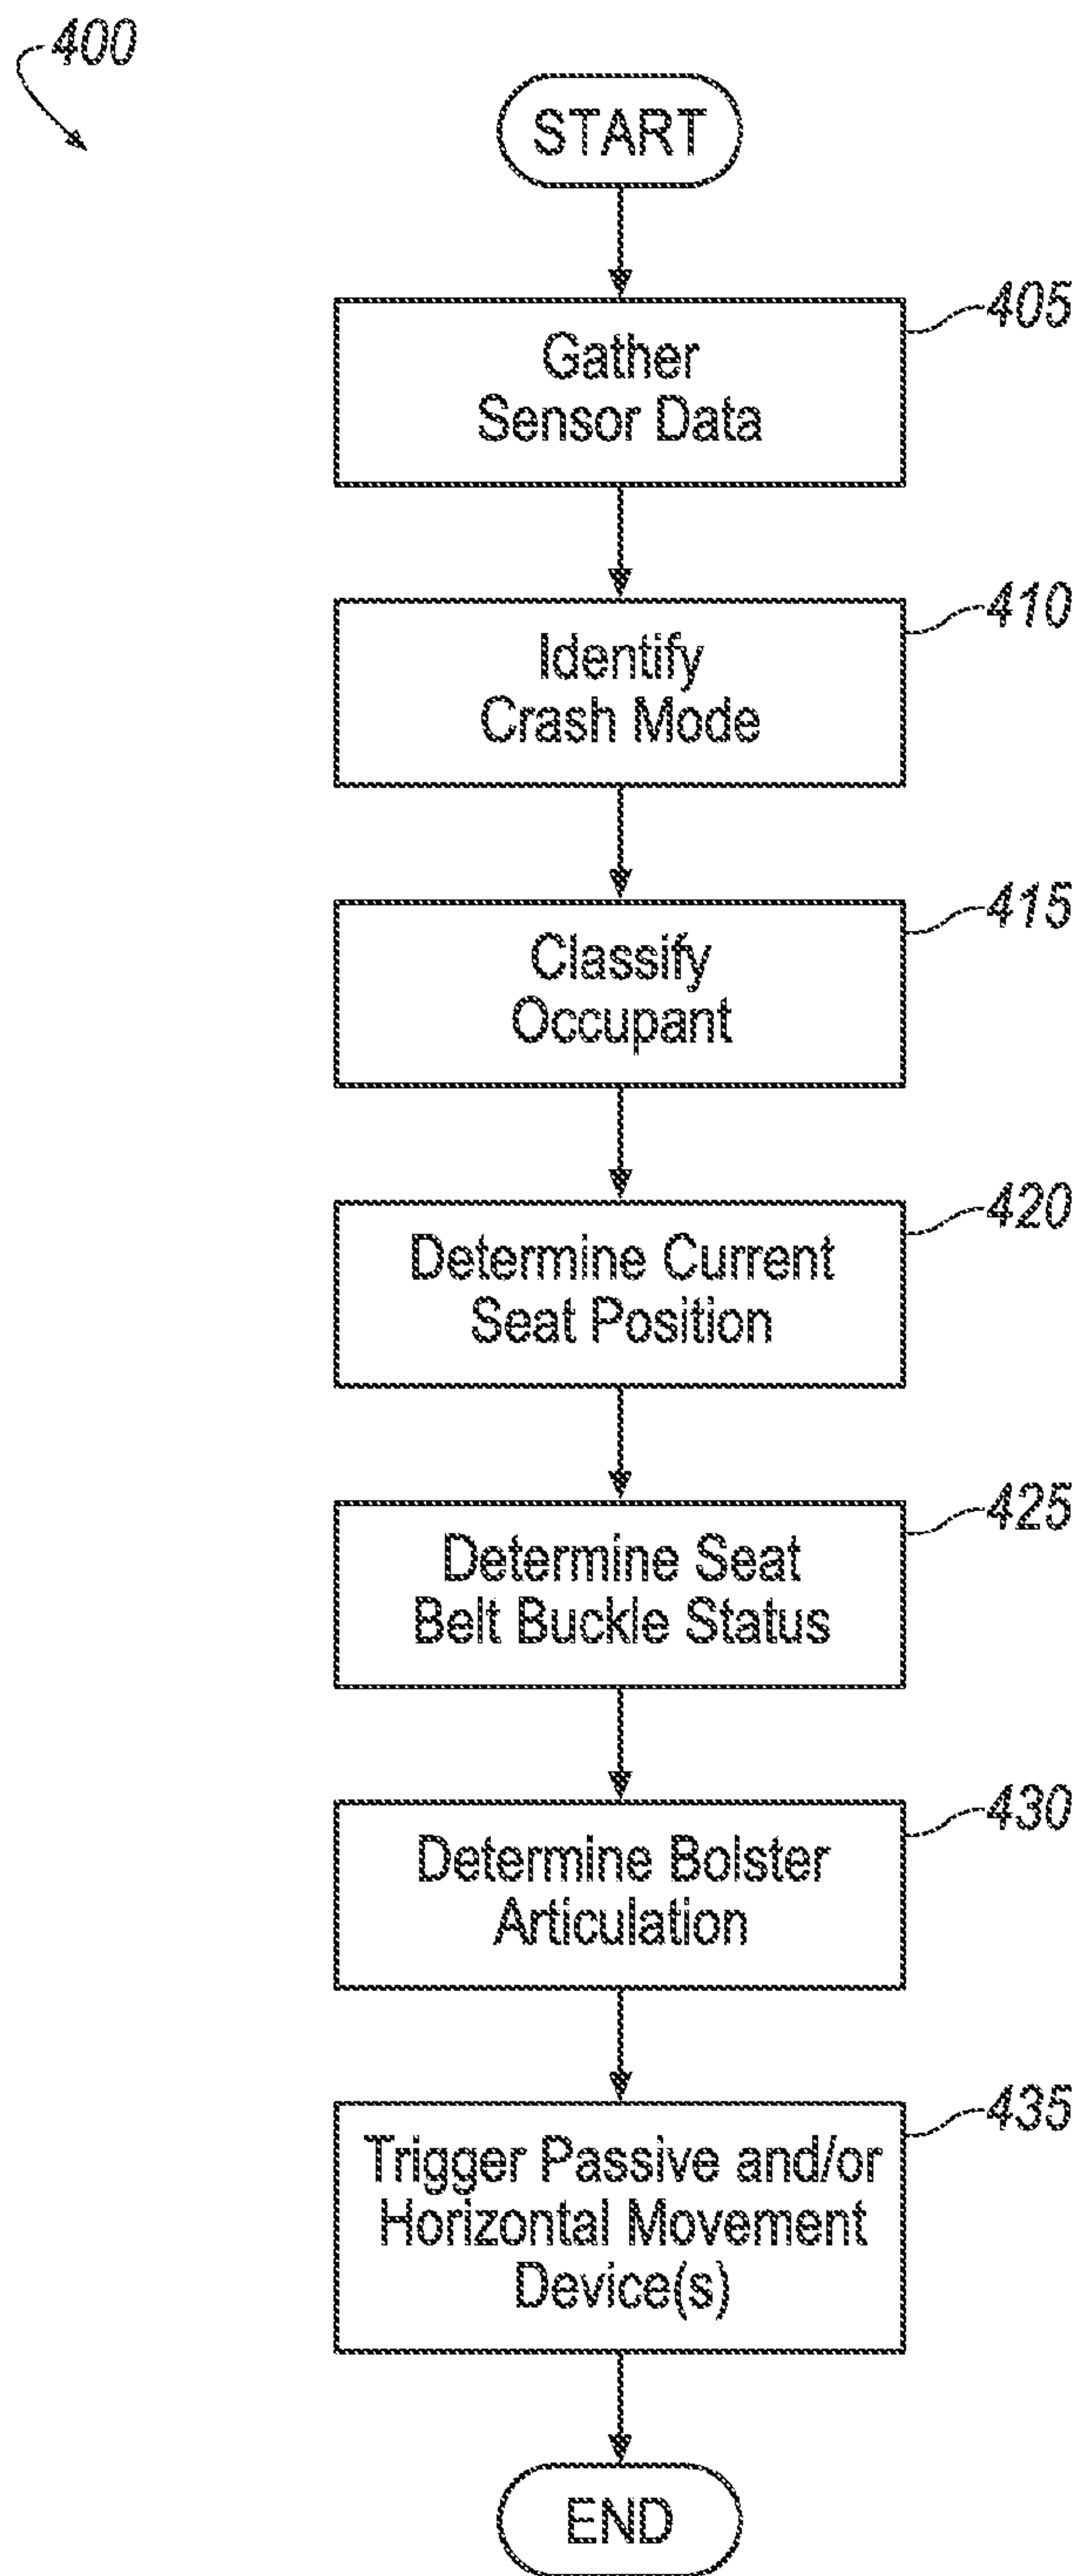 400
START
405
Gather
Sensor Data
410
Identify
Crash Mode
415
Classify
Occupant
420
Determine Current
Seat Position
425
Determine Seat
Belt Buckle Status
430
Determine Bolster
Articulation
435
Trigger Passive and/or
Horizontal Movement
Device(s)
END